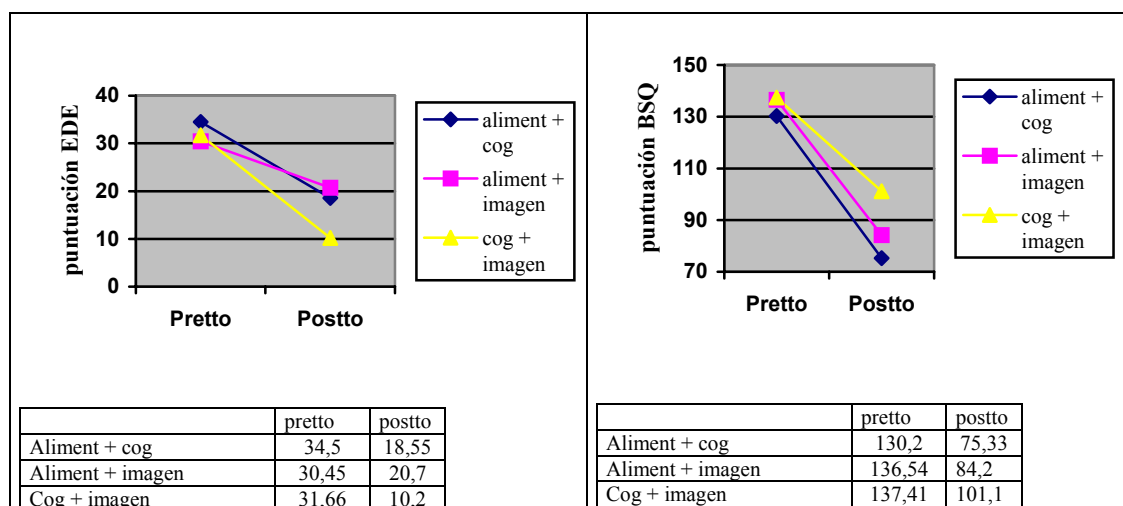 puntuación EDE
40
30
20
10
0
Pretto Postto
aliment +
cog
aliment +
imagen
cog +
imagen
pretto postto
Aliment + cog 34,5 18,55
Aliment + imagen 30,45 20,7
Cog + imagen 31,66 10,2
puntuación BSQ
150
130
110
90
70
Pretto Postto
aliment +
cog
aliment +
imagen
cog +
imagen
pretto postto
Aliment + cog 130,2 75,33
Aliment + imagen 136,54 84,2
Cog + imagen 137,41 101,1